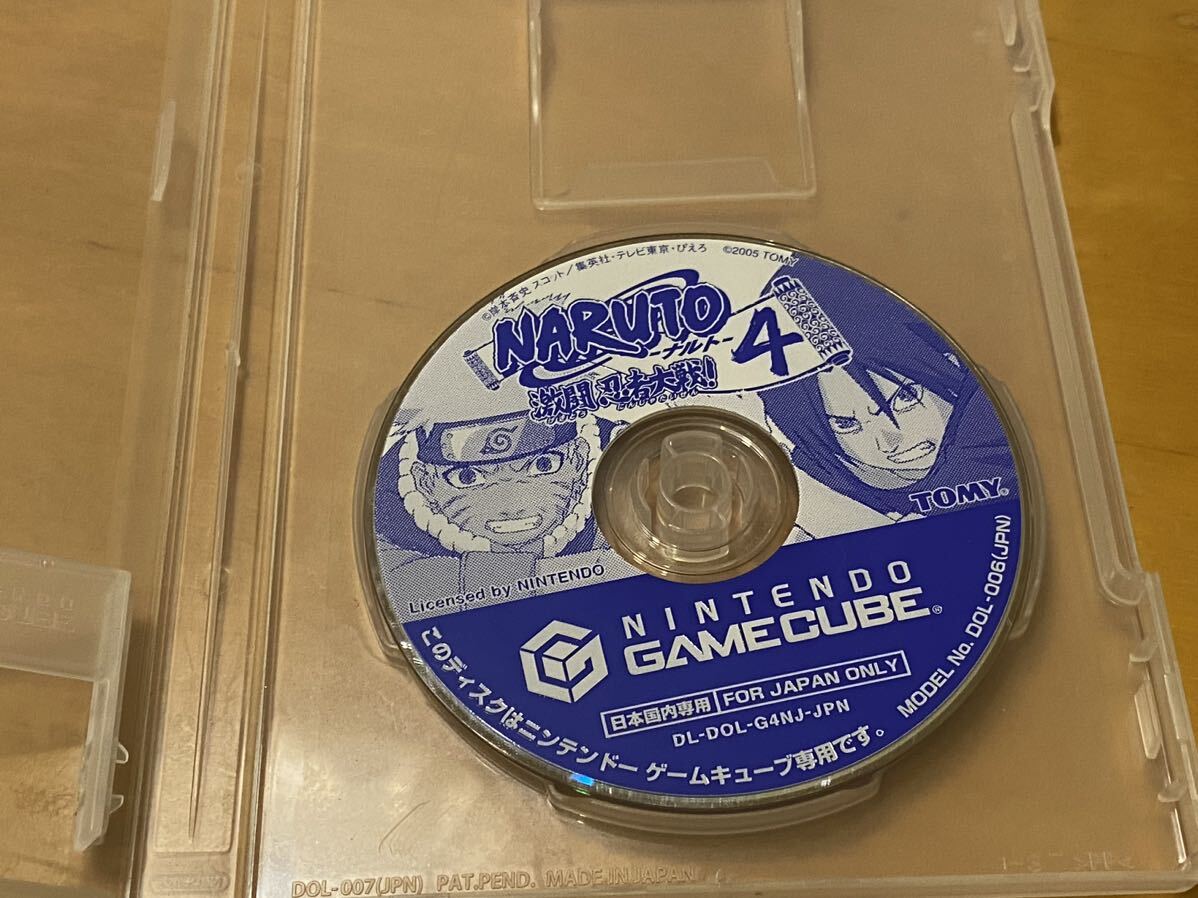 ©岸本斉史 スコット／集英社・テレビ東京・ぴえろ ©2005 TOMY
NARUTO
ーナルトー
激闘忍者大戦! 4
TOMY®
Licensed by NINTENDO
NINTENDO
GAMECUBE®
日本国内専用 FOR JAPAN ONLY
DL-DOL-G4NJ-JPN
MODEL No. DOL-006(JPN)
このディスクはニンテンドー ゲームキューブ専用です。
DOL-007(JPN) PAT.PEND. MADE IN JAPAN